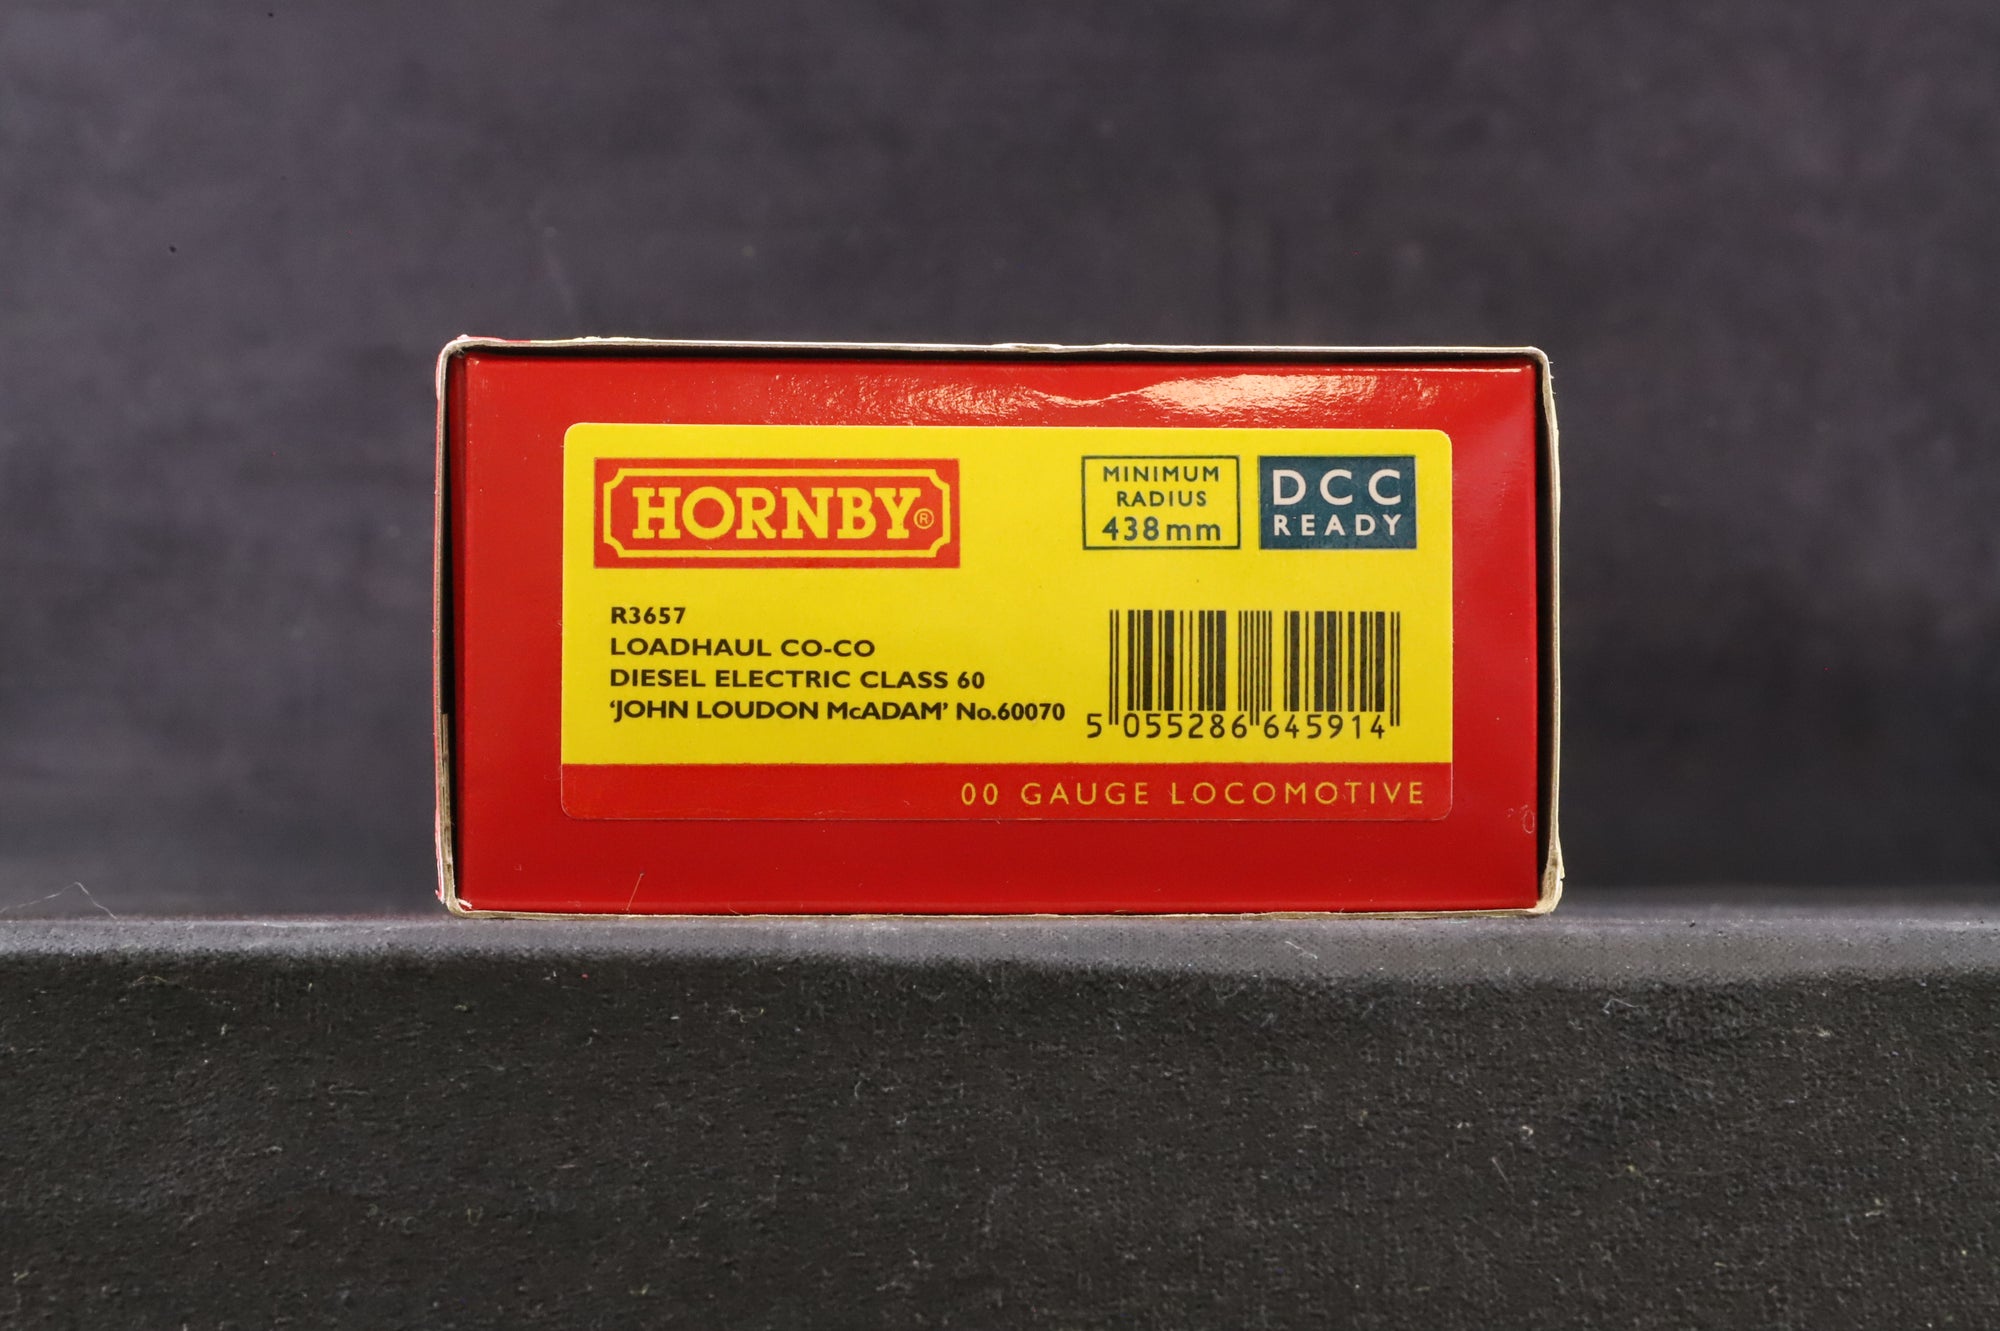 HORNBY®
MINIMUM
RADIUS
438mm
DCC
READY
R3657
LOADHAUL CO-CO
DIESEL ELECTRIC CLASS 60
‘JOHN LOUDON McADAM’ No.60070
5 055286 645914
00 GAUGE LOCOMOTIVE